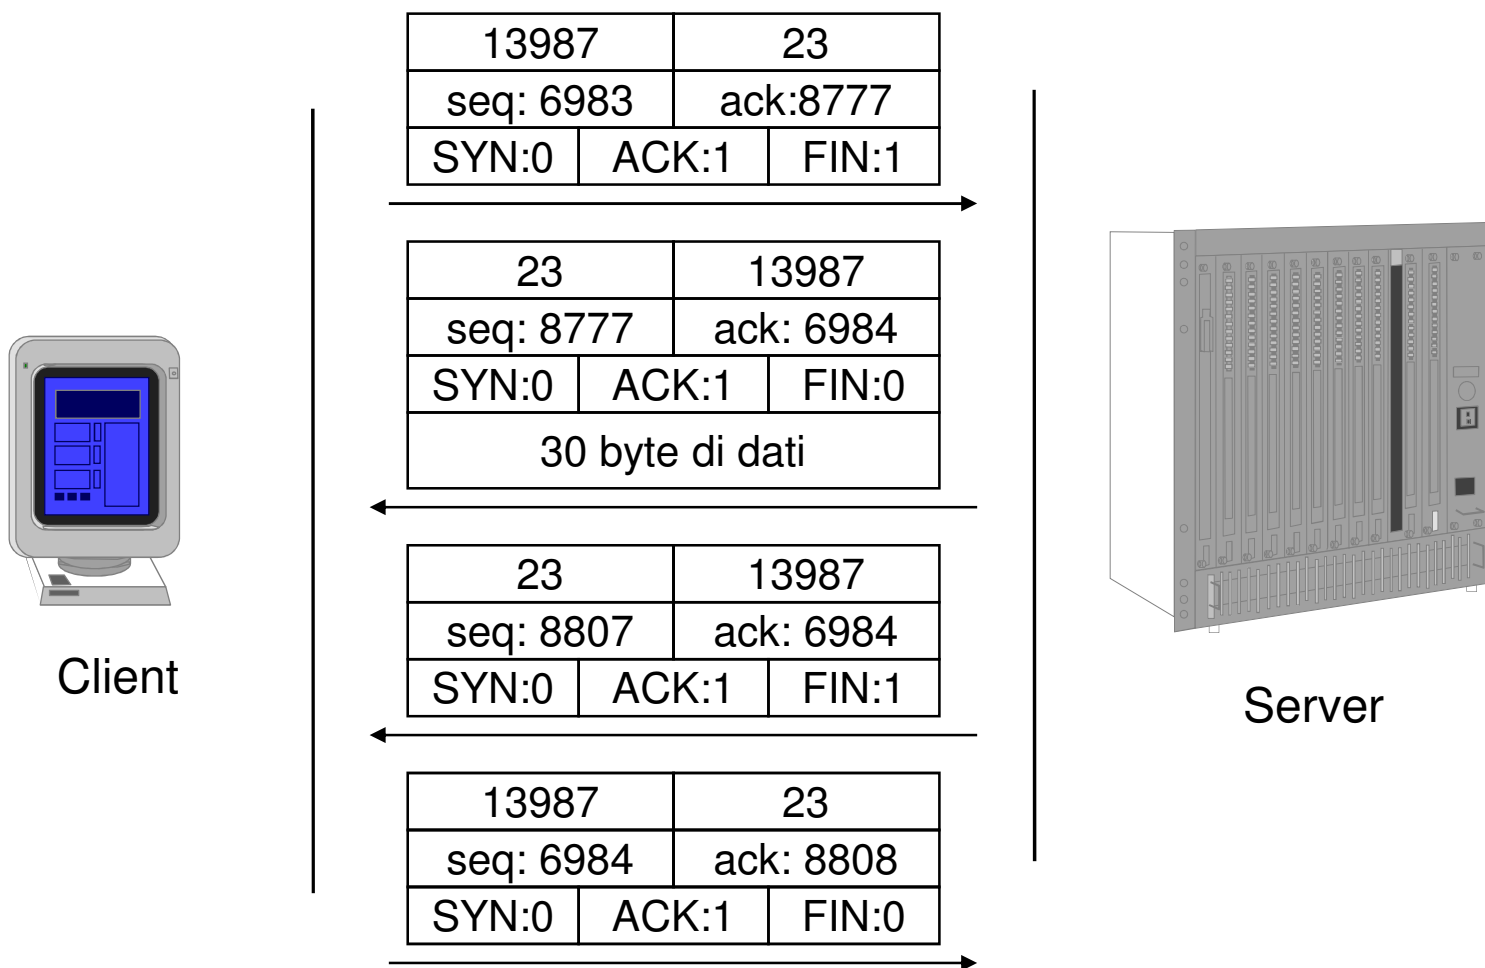 13987 23
seq: 6983 ack:8777
SYN:0 ACK:1 FIN:1
23 13987
seq: 8777 ack: 6984
SYN:0 ACK:1 FIN:0
30 byte di dati
23 13987
seq: 8807 ack: 6984
SYN:0 ACK:1 FIN:1
Client
Server
13987 23
seq: 6984 ack: 8808
SYN:0 ACK:1 FIN:0